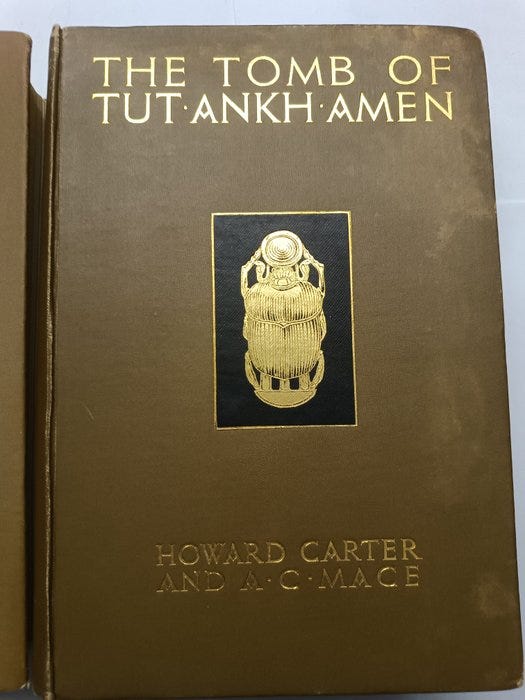 THE TOMB OF
TUT·ANKH·AMEN
HOWARD CARTER
AND A·C·MACE